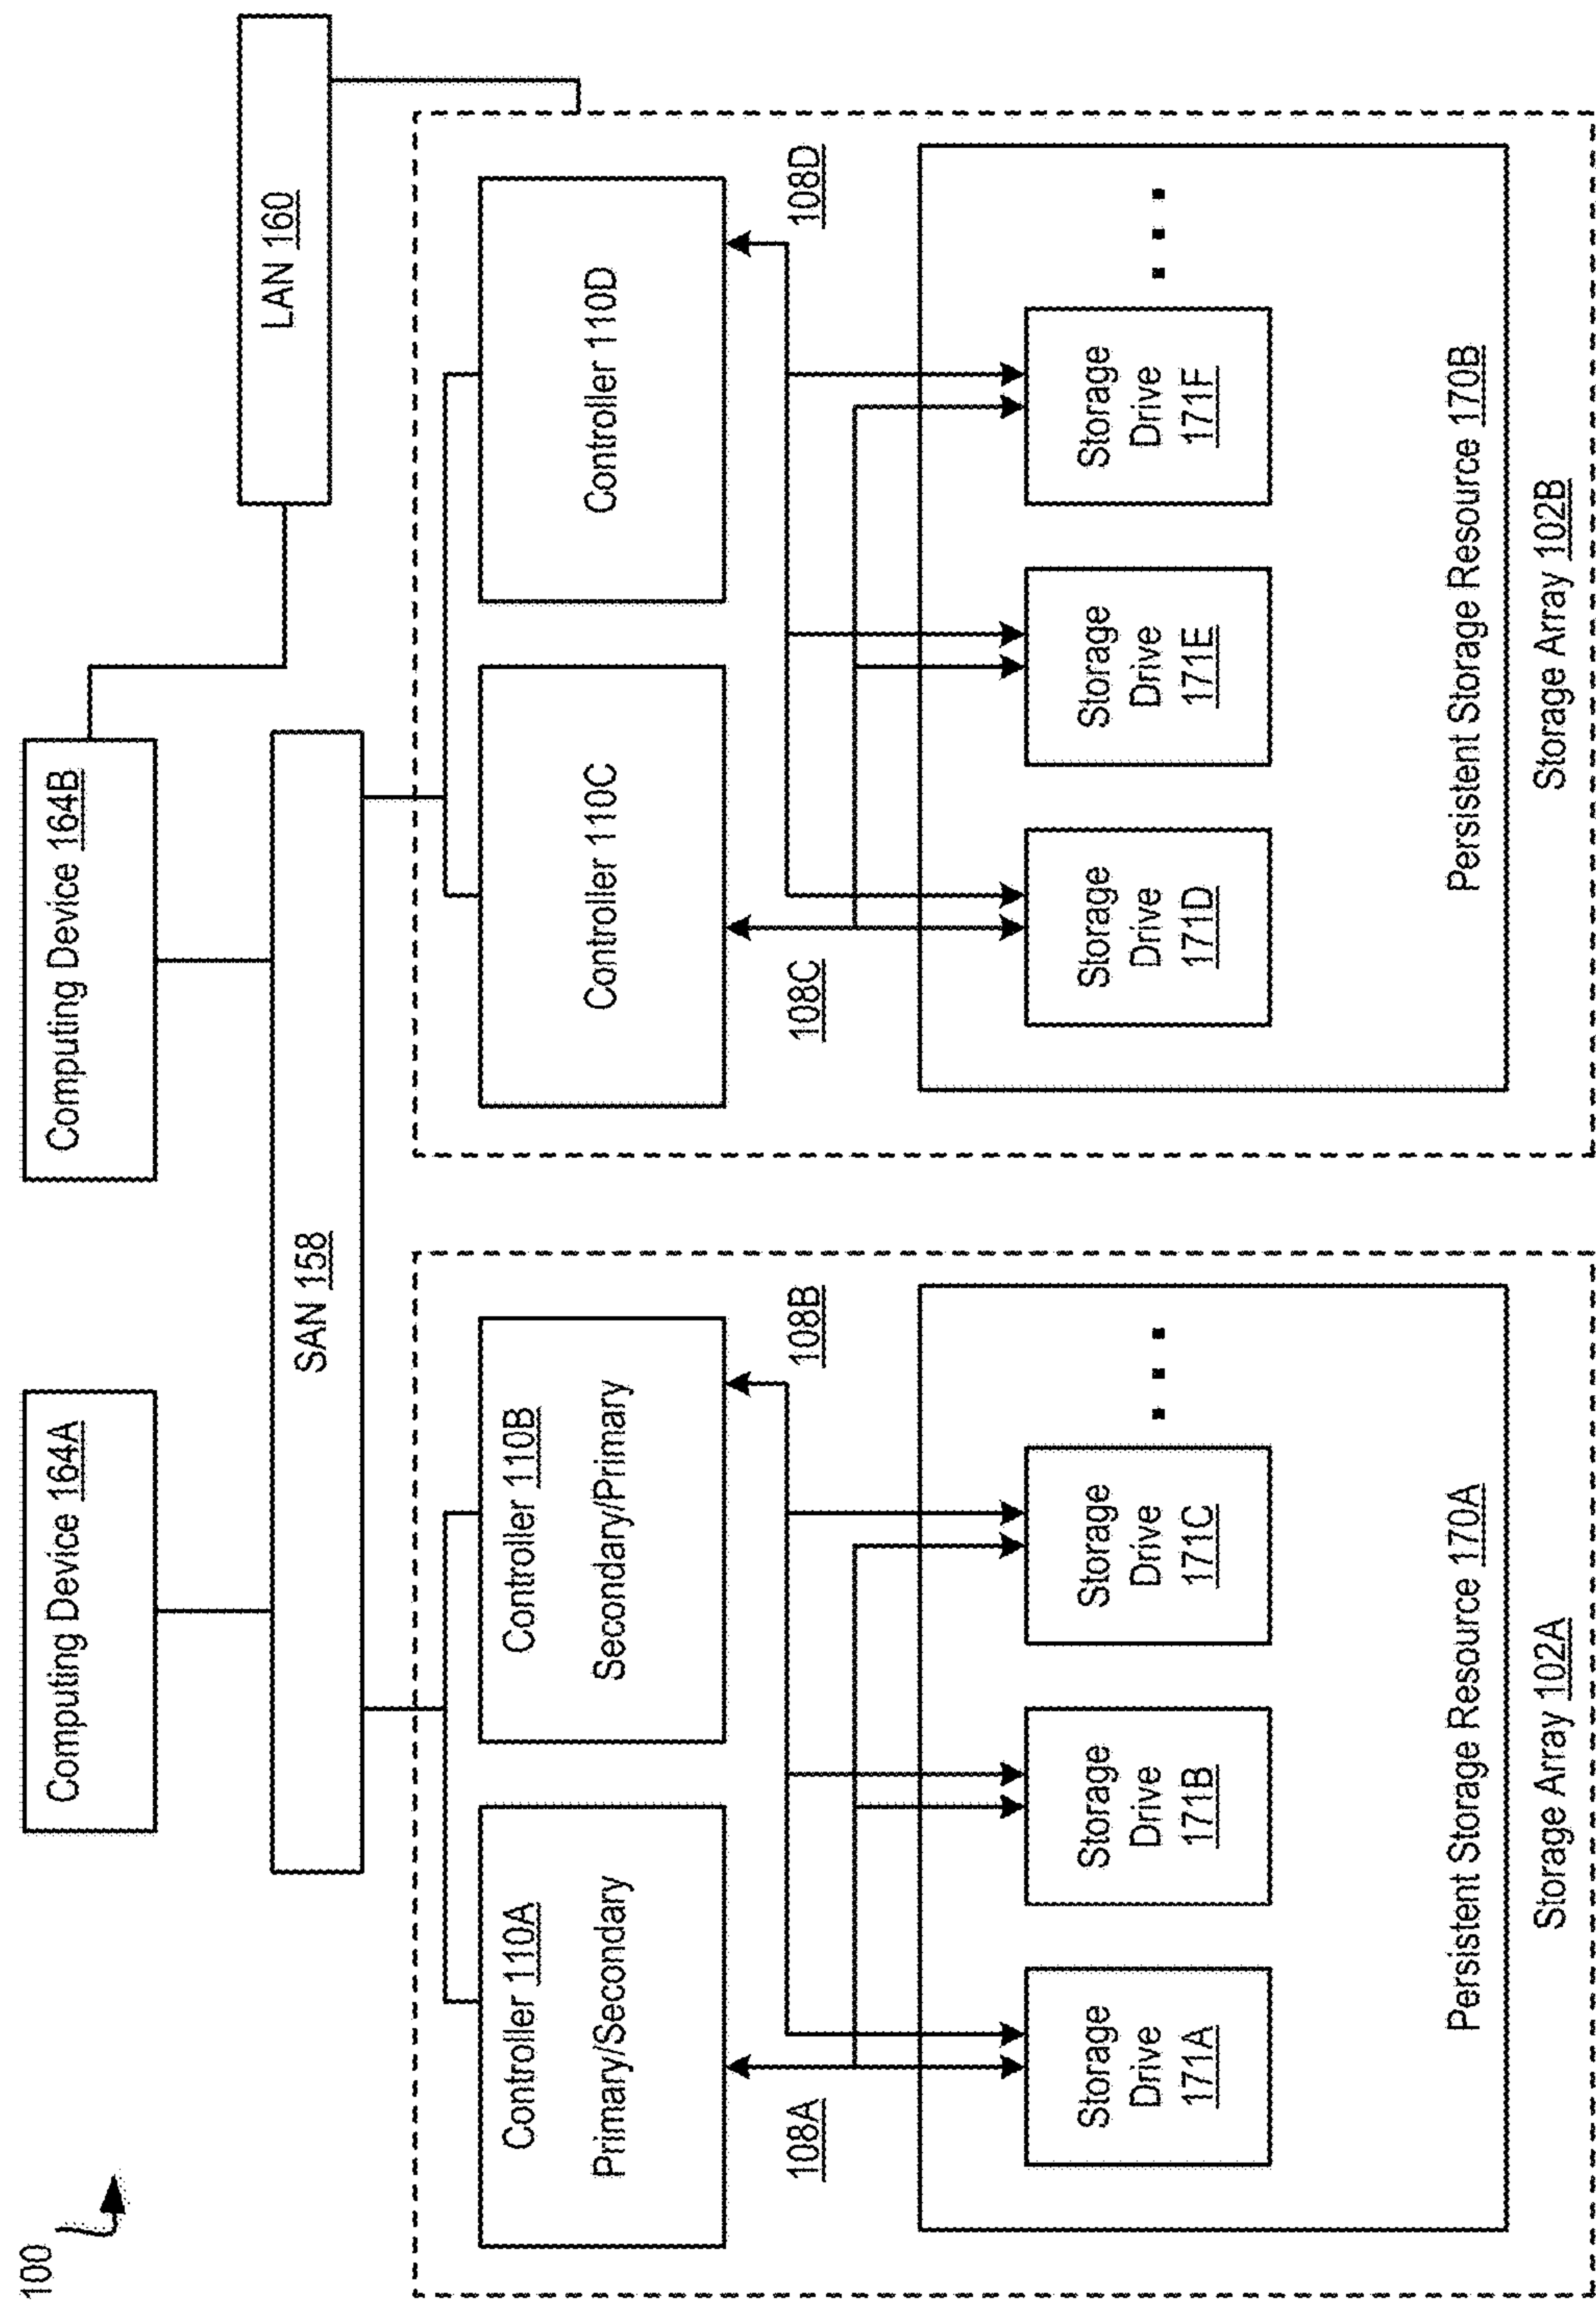 100
Computing Device 164A
Computing Device 164B
SAN 158
LAN 160
Controller 110A
Primary/Secondary
Controller 110B
Secondary/Primary
Controller 110C
Controller 110D
108A
108B
108C
108D
Storage
Drive
171A
Storage
Drive
171B
Storage
Drive
171C
Storage
Drive
171D
Storage
Drive
171E
Storage
Drive
171F
Persistent Storage Resource 170A
Persistent Storage Resource 170B
Storage Array 102A
Storage Array 102B